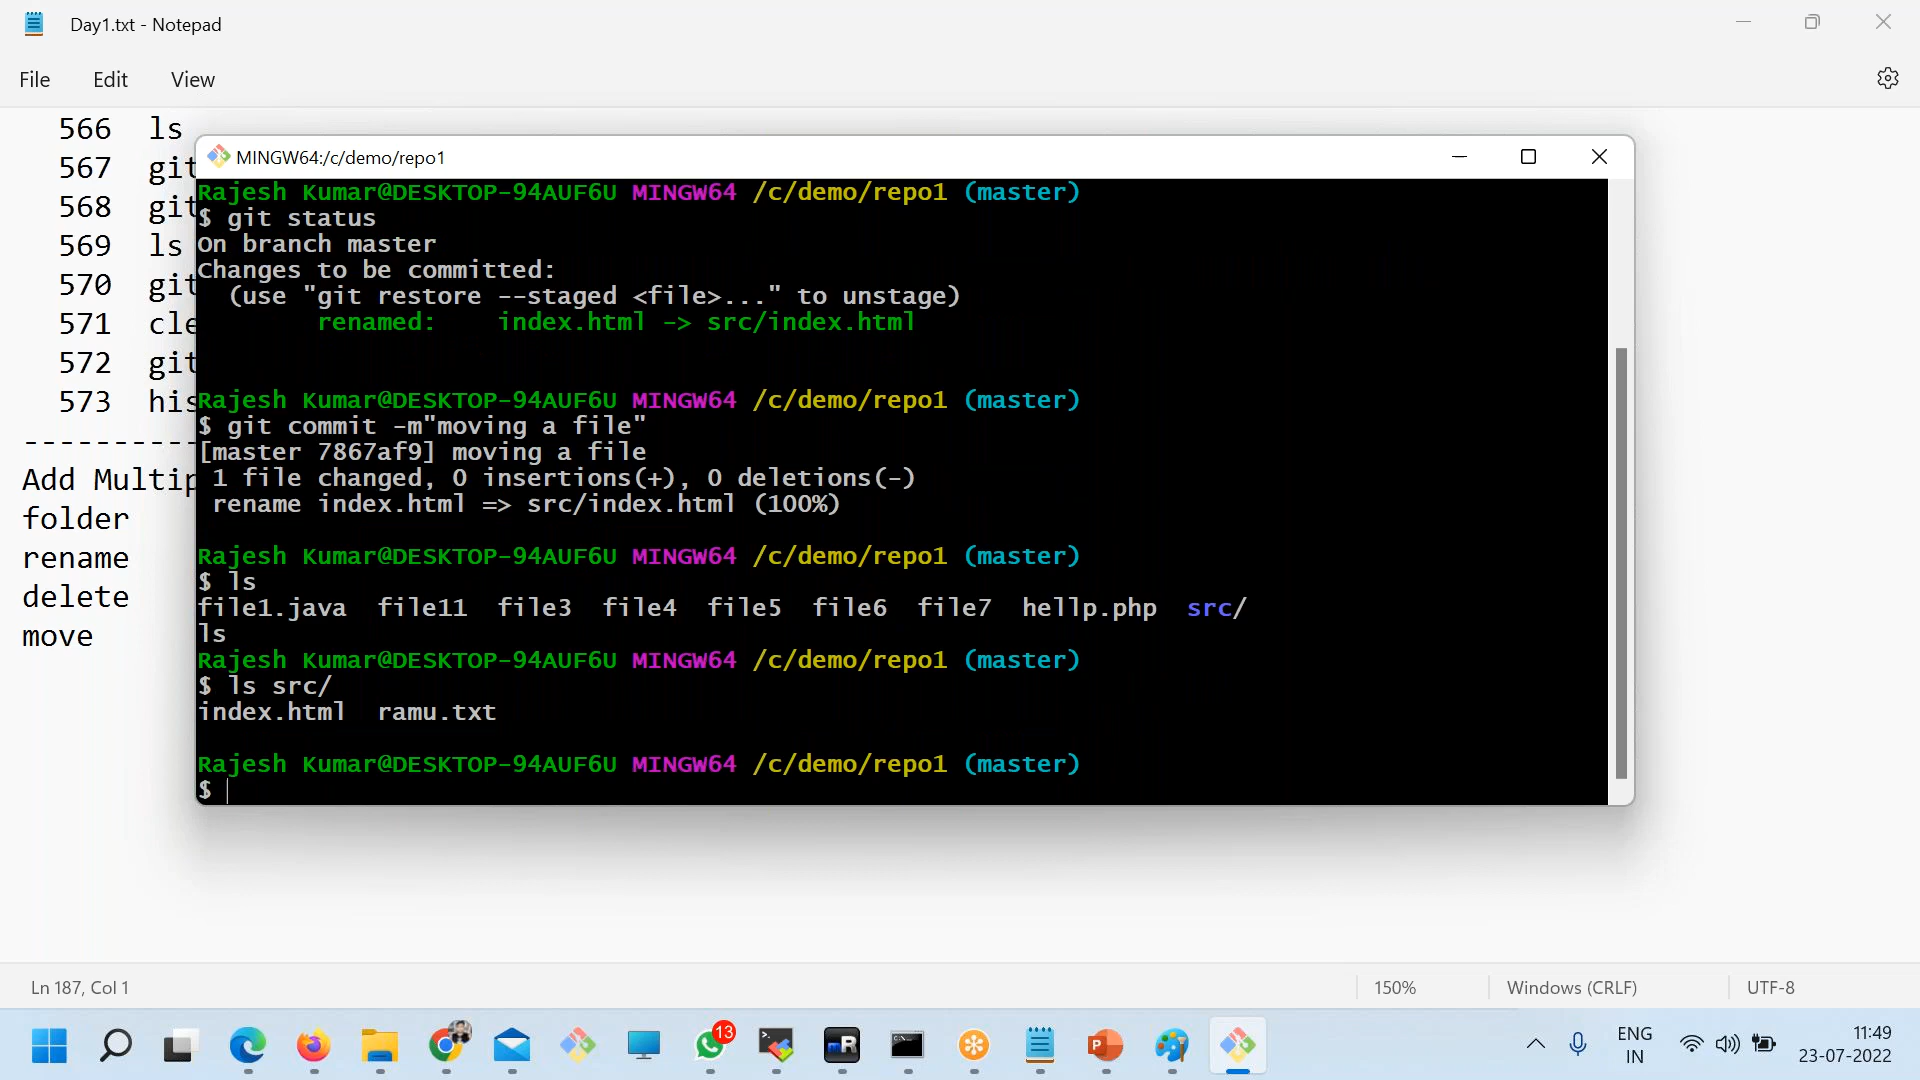 Day1.txt - Notepad
File Edit View
566 ls
567 git
568 git
569 ls
570 git
571 cle
572 git
573 his
----------
Add Multip
folder
rename
delete
move
MINGW64:/c/demo/repo1
Rajesh Kumar@DESKTOP-94AUF6U MINGW64 /c/demo/repo1 (master)
$ git status
On branch master
Changes to be committed:
(use "git restore --staged <file>..." to unstage)
renamed: index.html -> src/index.html
Rajesh Kumar@DESKTOP-94AUF6U MINGW64 /c/demo/repo1 (master)
$ git commit -m"moving a file"
[master 7867af9] moving a file
1 file changed, 0 insertions(+), 0 deletions(-)
rename index.html => src/index.html (100%)
Rajesh Kumar@DESKTOP-94AUF6U MINGW64 /c/demo/repo1 (master)
$ ls
file1.java file11 file3 file4 file5 file6 file7 hellp.php src/
ls
Rajesh Kumar@DESKTOP-94AUF6U MINGW64 /c/demo/repo1 (master)
$ ls src/
index.html ramu.txt
Rajesh Kumar@DESKTOP-94AUF6U MINGW64 /c/demo/repo1 (master)
$
Ln 187, Col 1
150%
Windows (CRLF)
UTF-8
13
mR
P
ENG
IN
11:49
23-07-2022